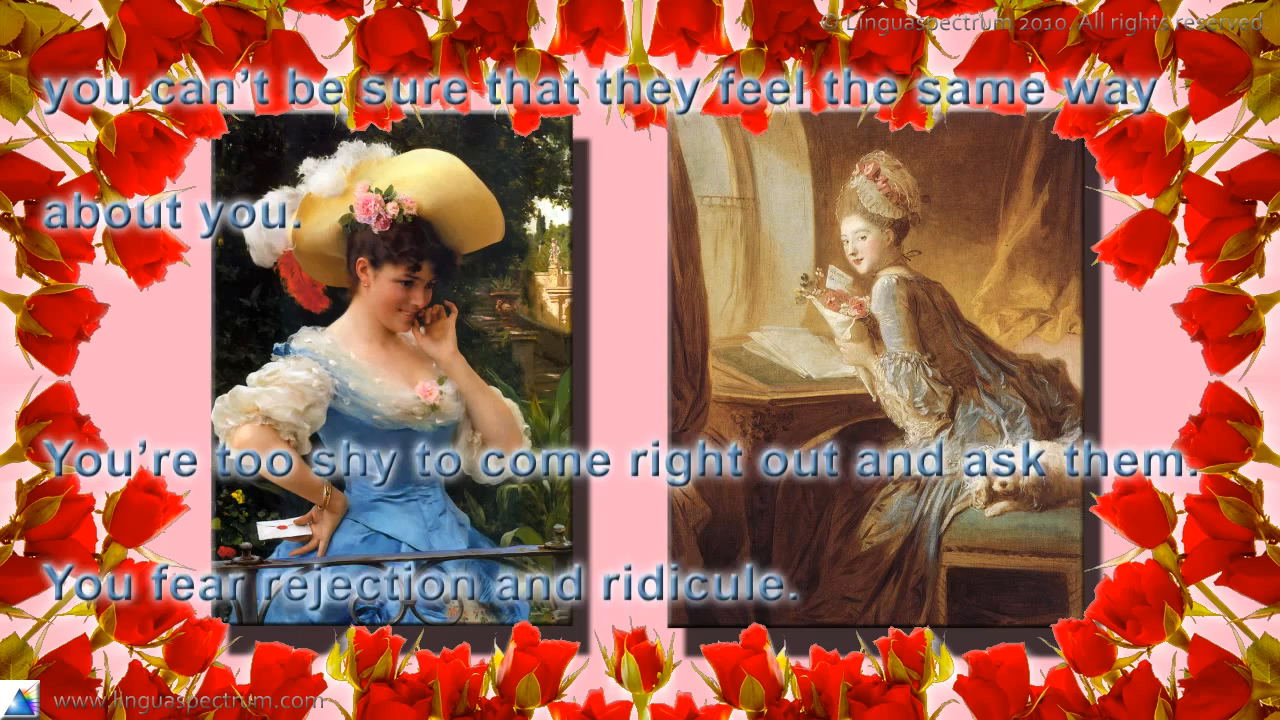 © Linguaspectrum 2010. All rights reserved
you can't be sure that they feel the same way
about you.
You're too shy to come right out and ask them.
You fear rejection and ridicule.
www.linguaspectrum.com